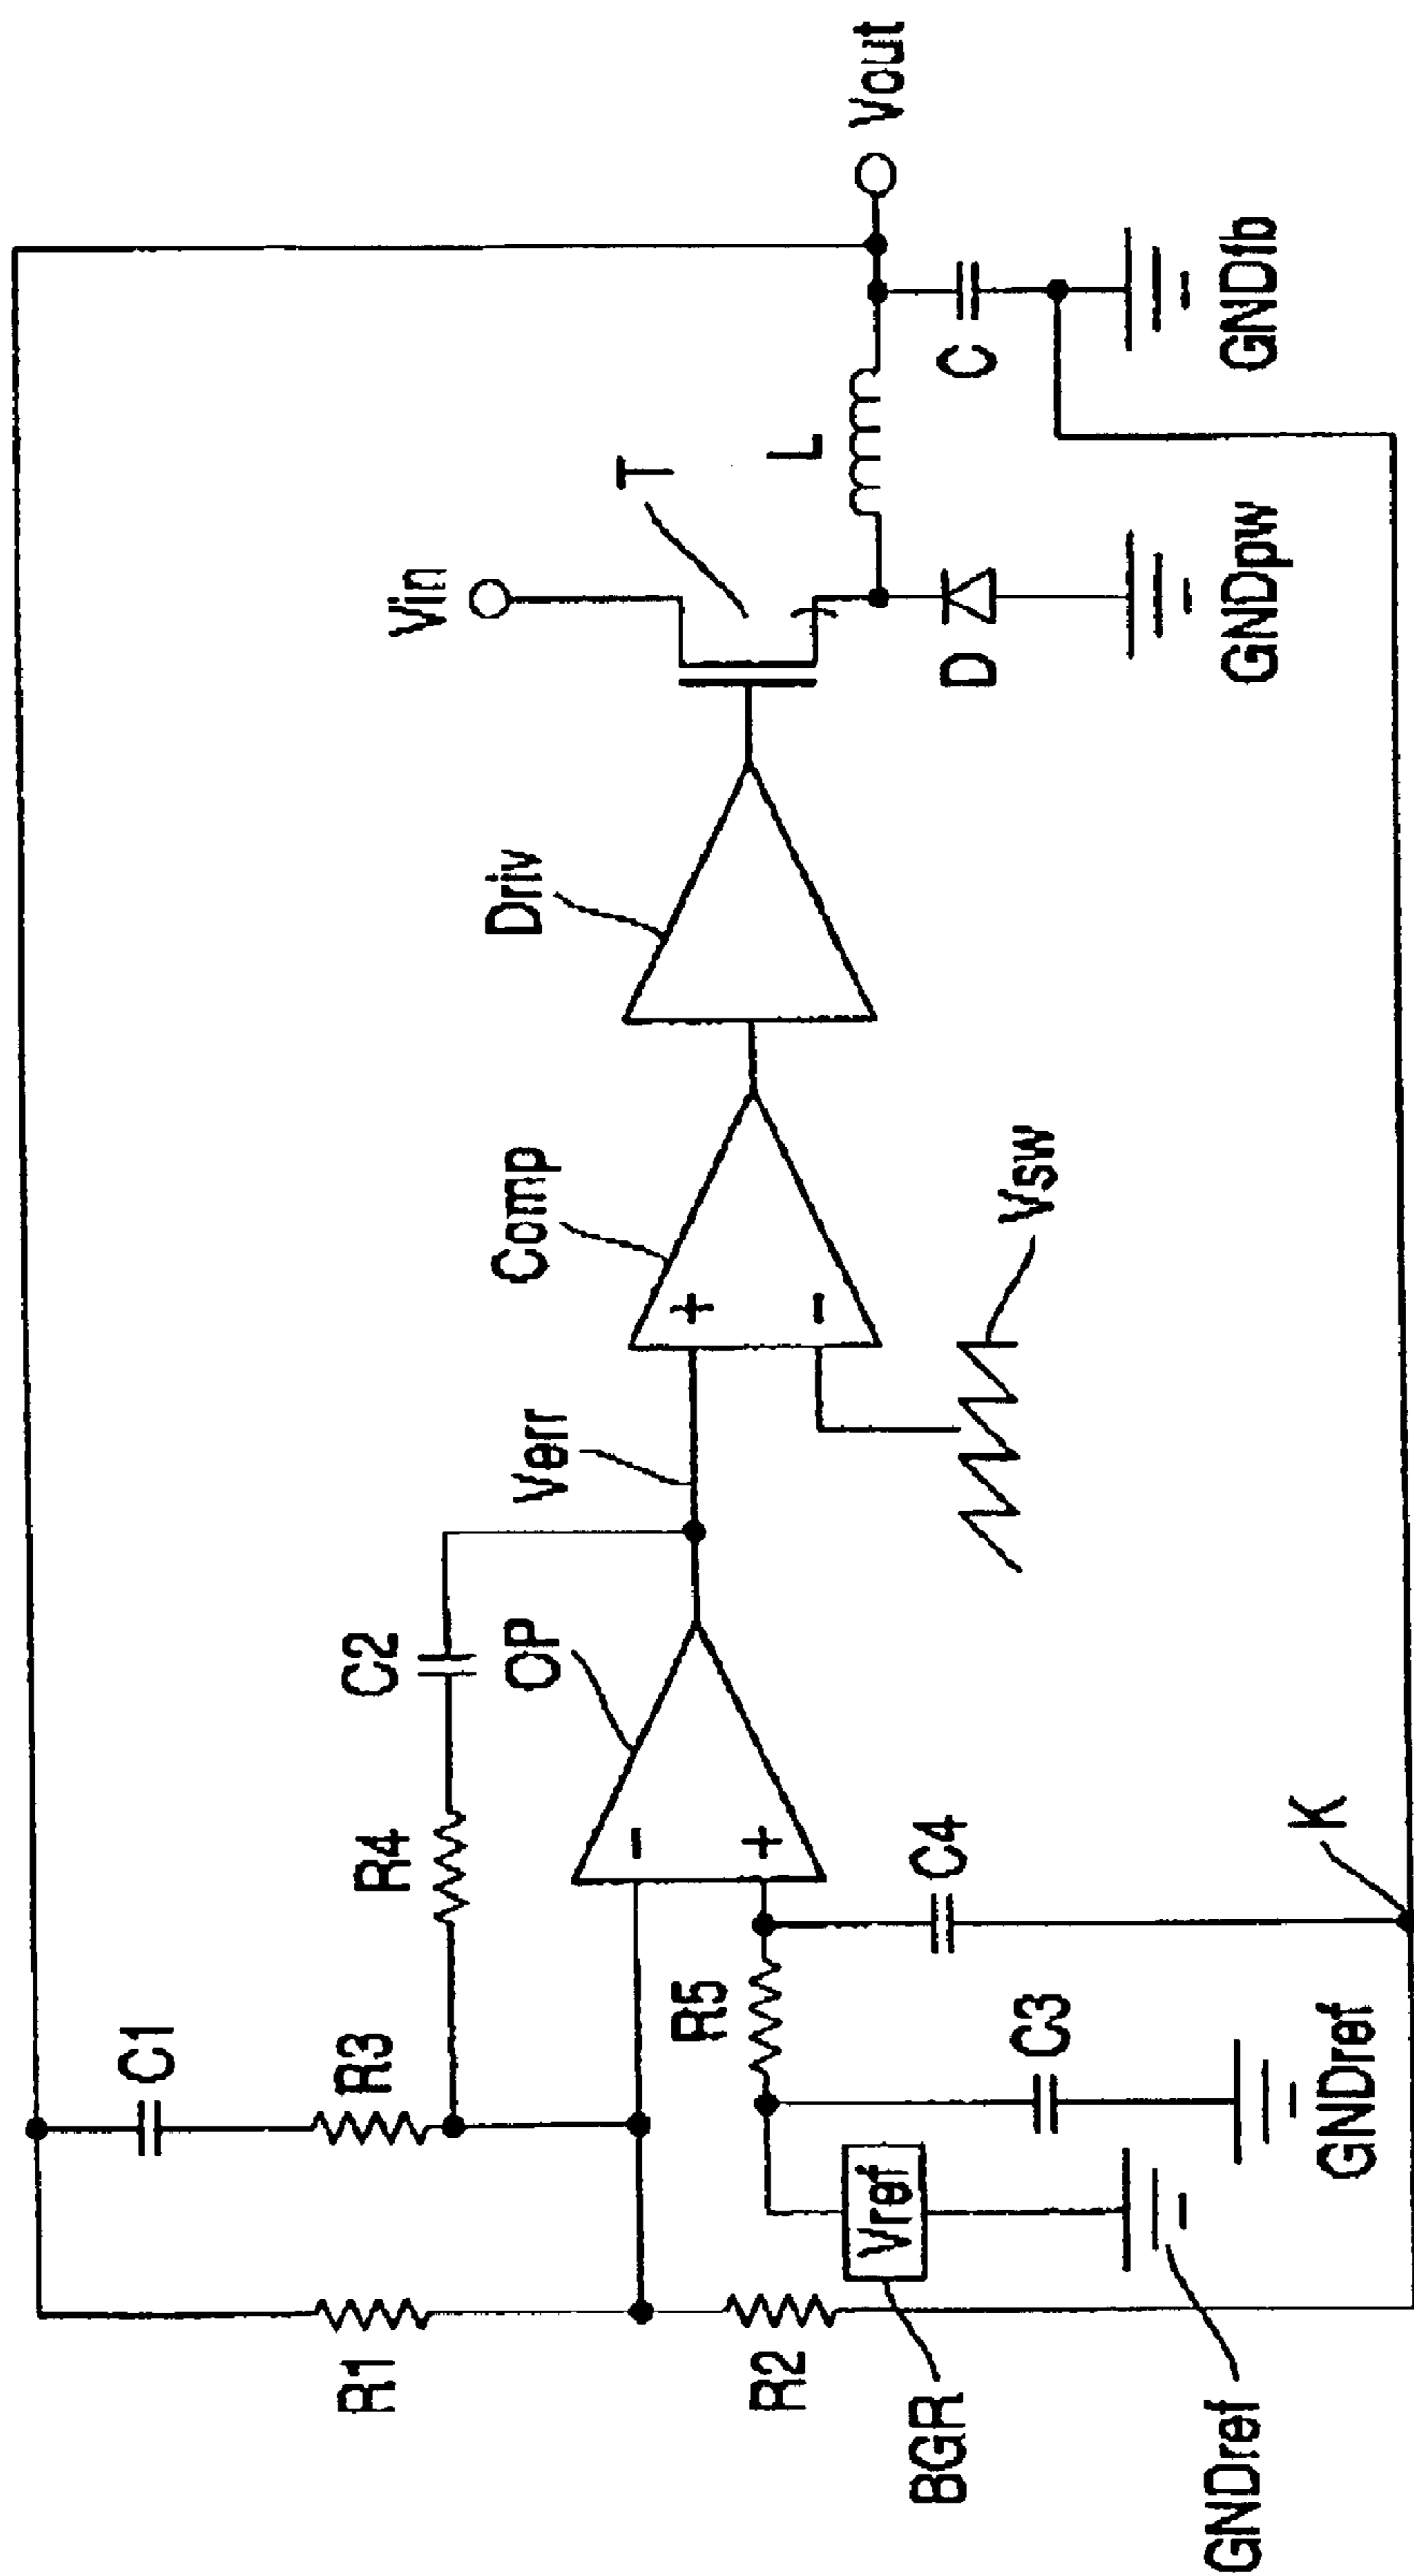 Vin
T
Vout
L
Driv
Comp
Verr
C2
OP
R4
C1
R3
R1
+
-
-
+
Vsw
D
C
R5
C4
C3
R2
Vref
BGR
K
GNDref
GNDref
GNDpw
GNDfb